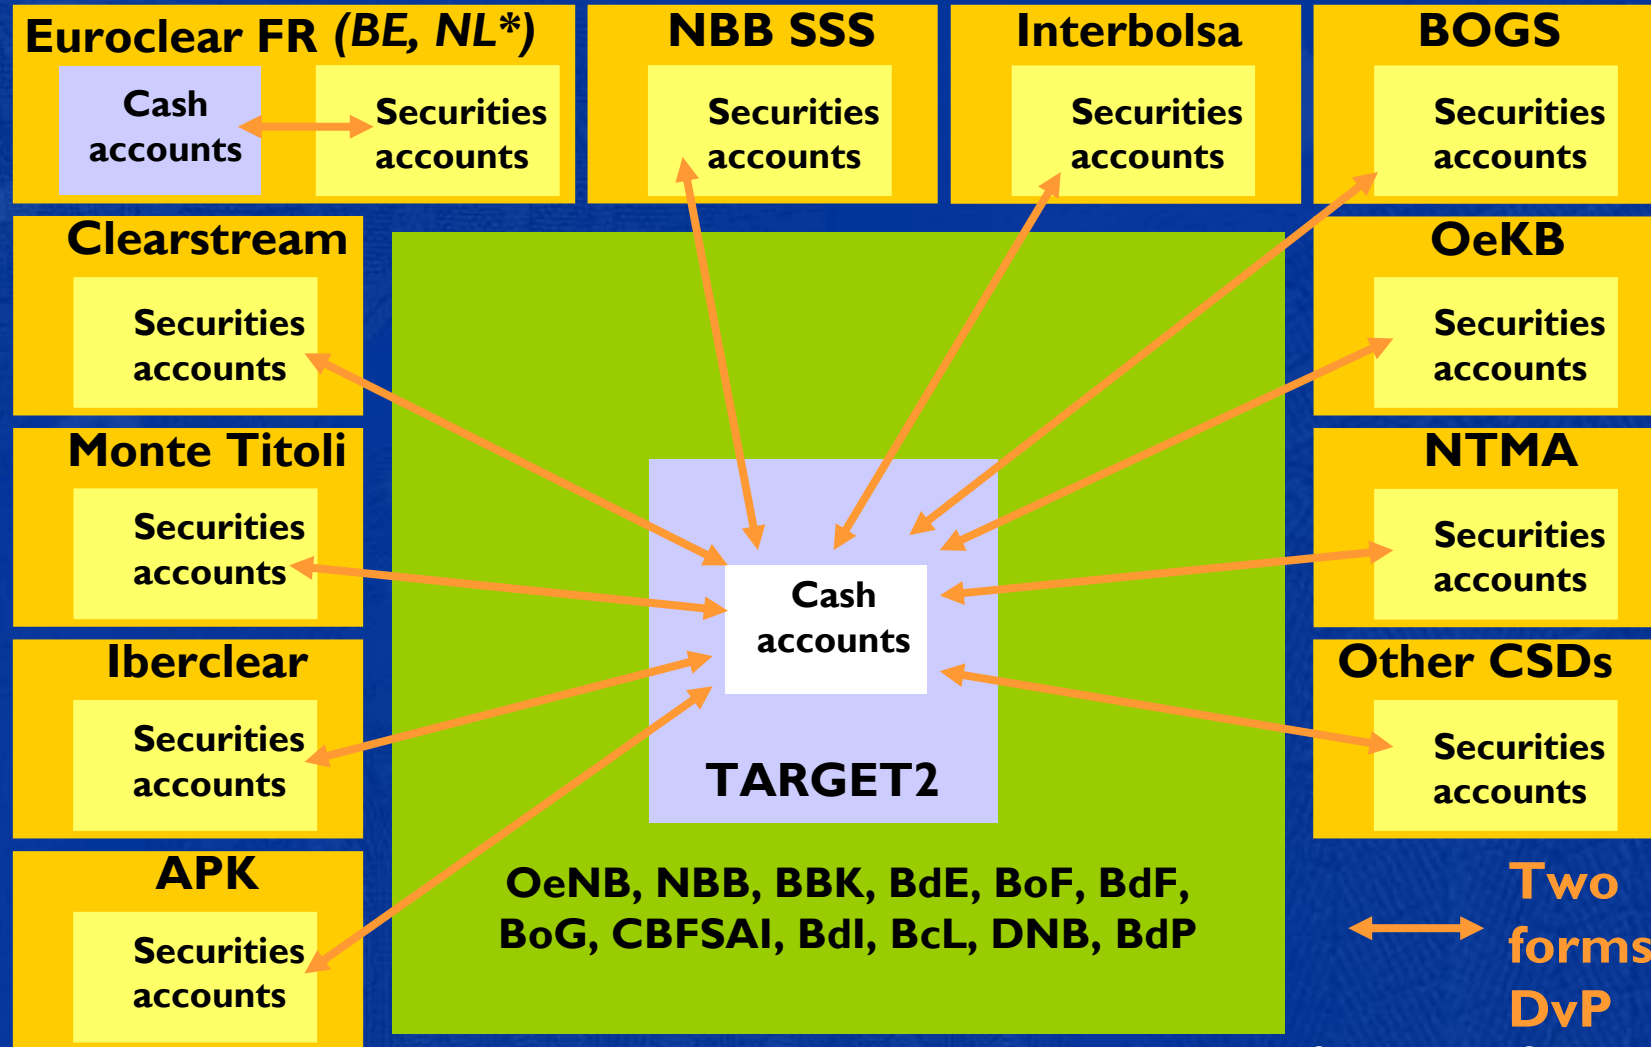 Euroclear FR (BE, NL*)
Cash
accounts
Securities
accounts
NBB SSS
Securities
accounts
Interbolsa
Securities
accounts
BOGS
Securities
accounts
Clearstream
Securities
accounts
OeKB
Securities
accounts
Monte Titoli
Securities
accounts
NTMA
Securities
accounts
Iberclear
Securities
accounts
Other CSDs
Securities
accounts
APK
Securities
accounts
Cash
accounts
TARGET2
OeNB, NBB, BBK, BdE, BoF, BdF,
BoG, CBFSAI, BdI, BcL, DNB, BdP
Two
forms
DvP